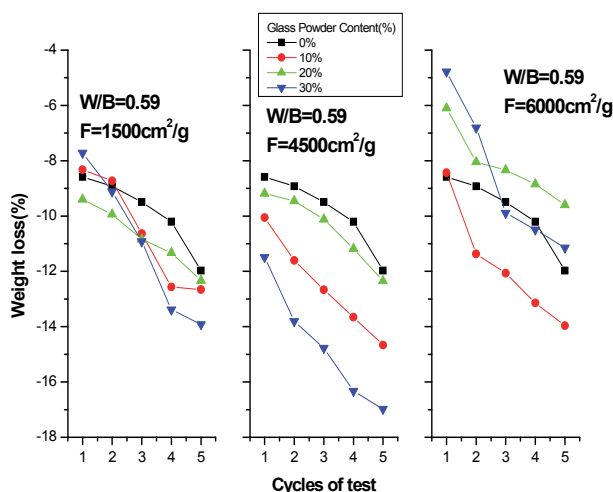 Glass Powder Content(%)
0%
10%
20%
30%
W/B=0.59
F=1500cm²/g
W/B=0.59
F=4500cm²/g
W/B=0.59
F=6000cm²/g
Weight loss(%)
-4
-6
-8
-10
-12
-14
-16
-18
1 2 3 4 5
1 2 3 4 5
1 2 3 4 5
Cycles of test